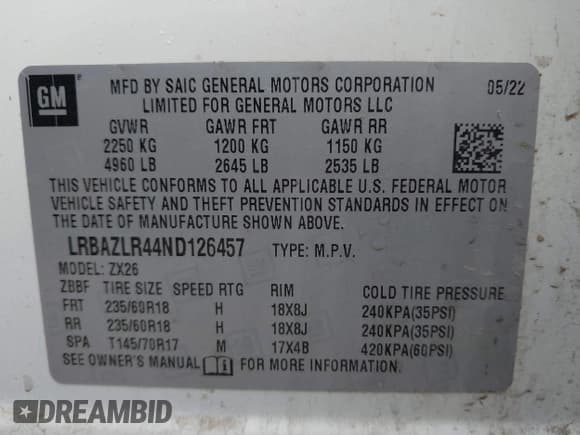 GM
MFD BY SAIC GENERAL MOTORS CORPORATION 05/22
LIMITED FOR GENERAL MOTORS LLC
GVWR GAWR FRT GAWR RR
2250 KG 1200 KG 1150 KG
4960 LB 2645 LB 2535 LB
THIS VEHICLE CONFORMS TO ALL APPLICABLE U.S. FEDERAL MOTOR
VEHICLE SAFETY AND THEFT PREVENTION STANDARDS IN EFFECT ON
THE DATE OF MANUFACTURE SHOWN ABOVE.
LRBAZLR44ND126457 TYPE: M.P.V.
MODEL: ZX26
ZBBF TIRE SIZE SPEED RTG RIM COLD TIRE PRESSURE
FRT 235/60R18 H 18X8J 240KPA(35PSI)
RR 235/60R18 H 18X8J 240KPA(35PSI)
SPA T145/70R17 M 17X4B 420KPA(60PSI)
SEE OWNER'S MANUAL FOR MORE INFORMATION.
DREAMBID